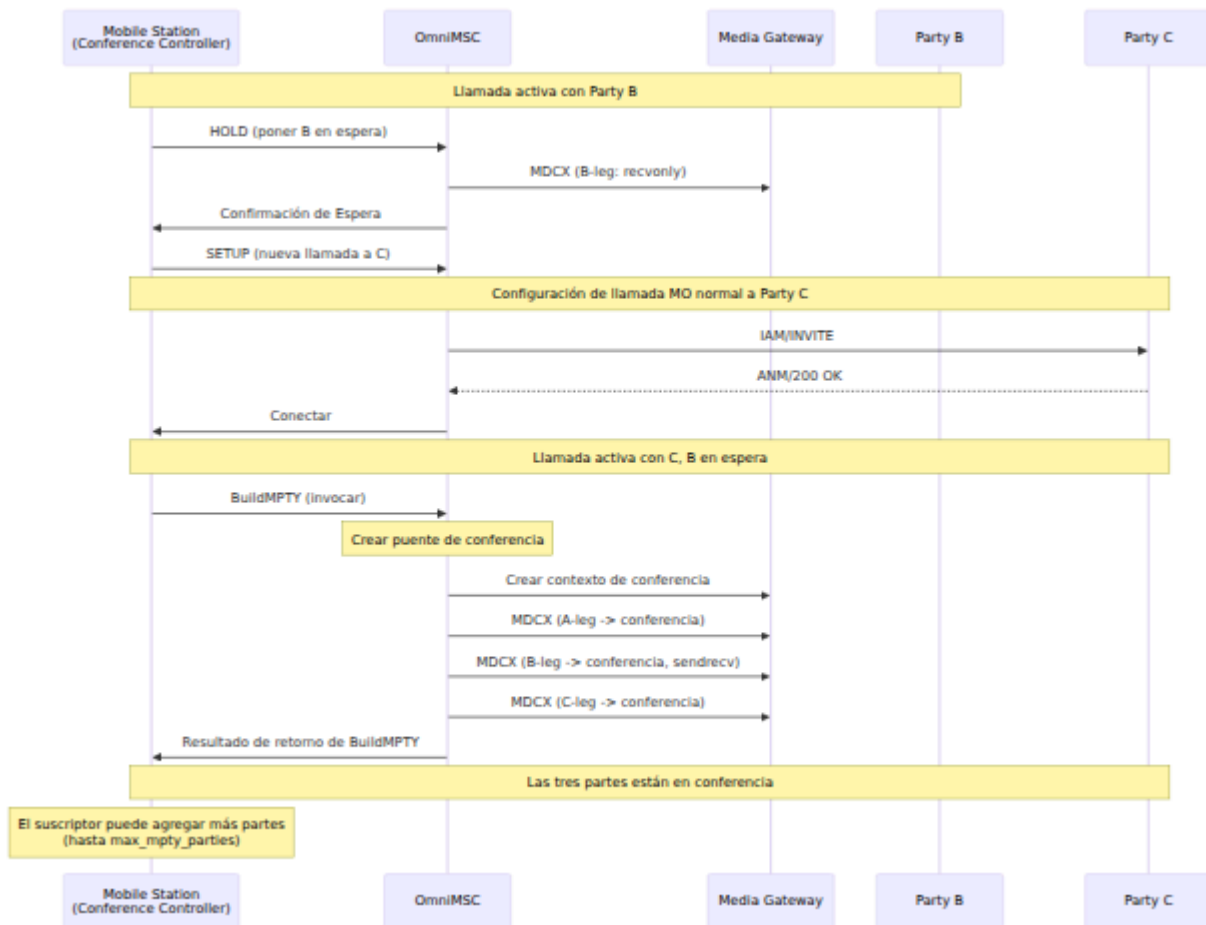 Mobile Station
(Conference Controller)
OmniMSC
Media Gateway
Party B
Party C
Llamada activa con Party B
HOLD (poner B en espera)
MDCX (B-leg: recvonly)
Confirmación de Espera
SETUP (nueva llamada a C)
Configuración de llamada MO normal a Party C
IAM/INVITE
ANM/200 OK
Conectar
Llamada activa con C, B en espera
BuildMPTY (invocar)
Crear puente de conferencia
Crear contexto de conferencia
MDCX (A-leg -> conferencia)
MDCX (B-leg -> conferencia, sendrecv)
MDCX (C-leg -> conferencia)
Resultado de retorno de BuildMPTY
Las tres partes están en conferencia
El suscriptor puede agregar más partes
(hasta max_mpty_parties)
Mobile Station
(Conference Controller)
OmniMSC
Media Gateway
Party B
Party C